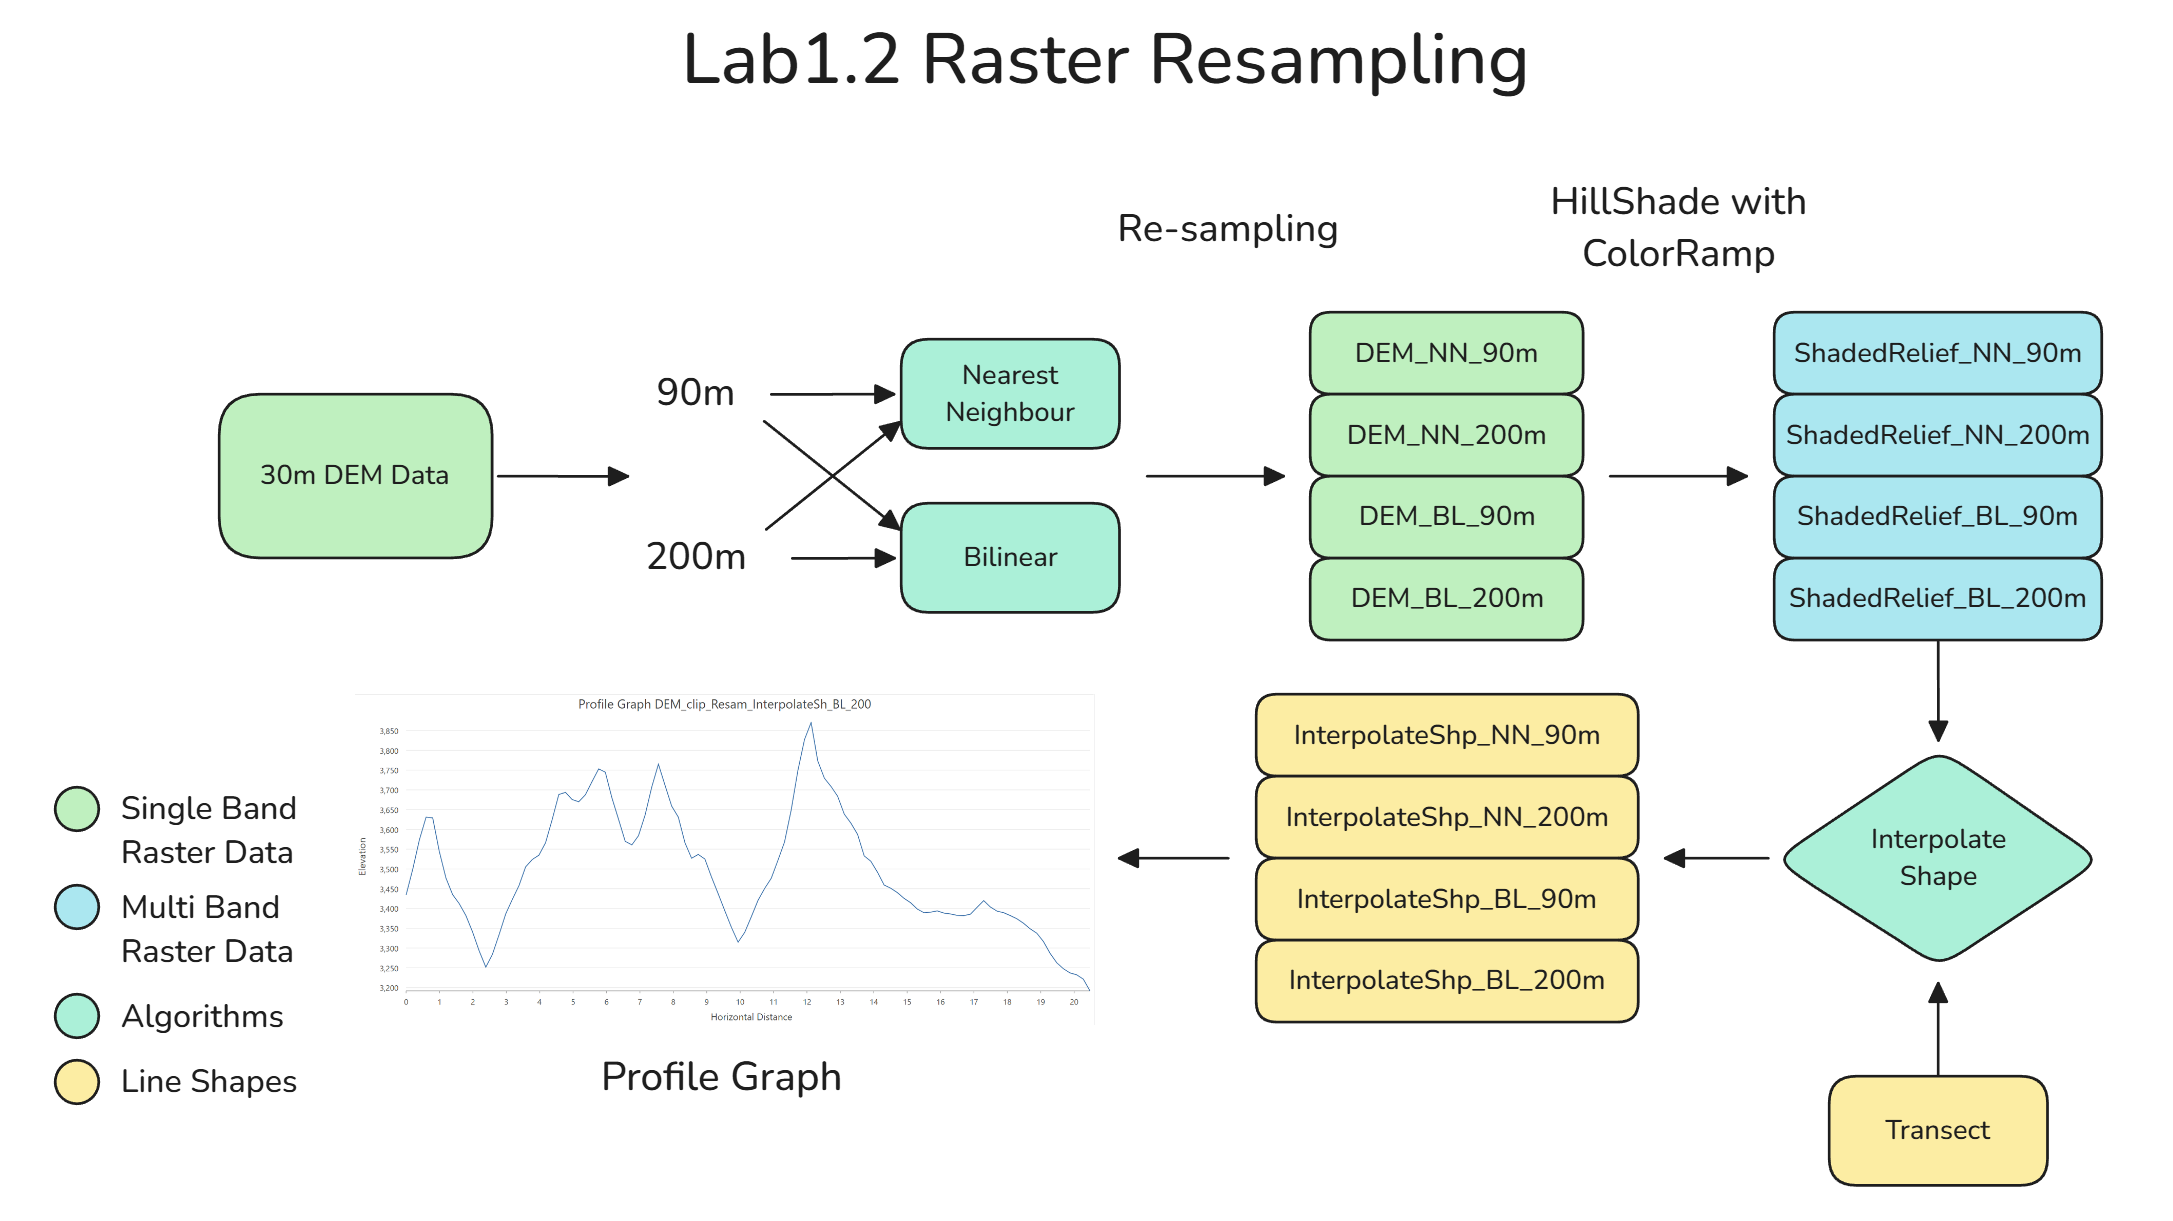 Lab1.2 Raster Resampling
Re-sampling
HillShade with
ColorRamp
30m DEM Data
90m
200m
Nearest
Neighbour
Bilinear
DEM_NN_90m
DEM_NN_200m
DEM_BL_90m
DEM_BL_200m
ShadedRelief_NN_90m
ShadedRelief_NN_200m
ShadedRelief_BL_90m
ShadedRelief_BL_200m
Interpolate
Shape
Transect
InterpolateShp_NN_90m
InterpolateShp_NN_200m
InterpolateShp_BL_90m
InterpolateShp_BL_200m
Profile Graph DEM_clip_Resam_InterpolateSh_BL_200
Elevation
3,850
3,800
3,750
3,700
3,650
3,600
3,550
3,500
3,450
3,400
3,350
3,300
3,250
3,200
0 1 2 3 4 5 6 7 8 9 10 11 12 13 14 15 16 17 18 19 20
Horizontal Distance
Profile Graph
Single Band
Raster Data
Multi Band
Raster Data
Algorithms
Line Shapes